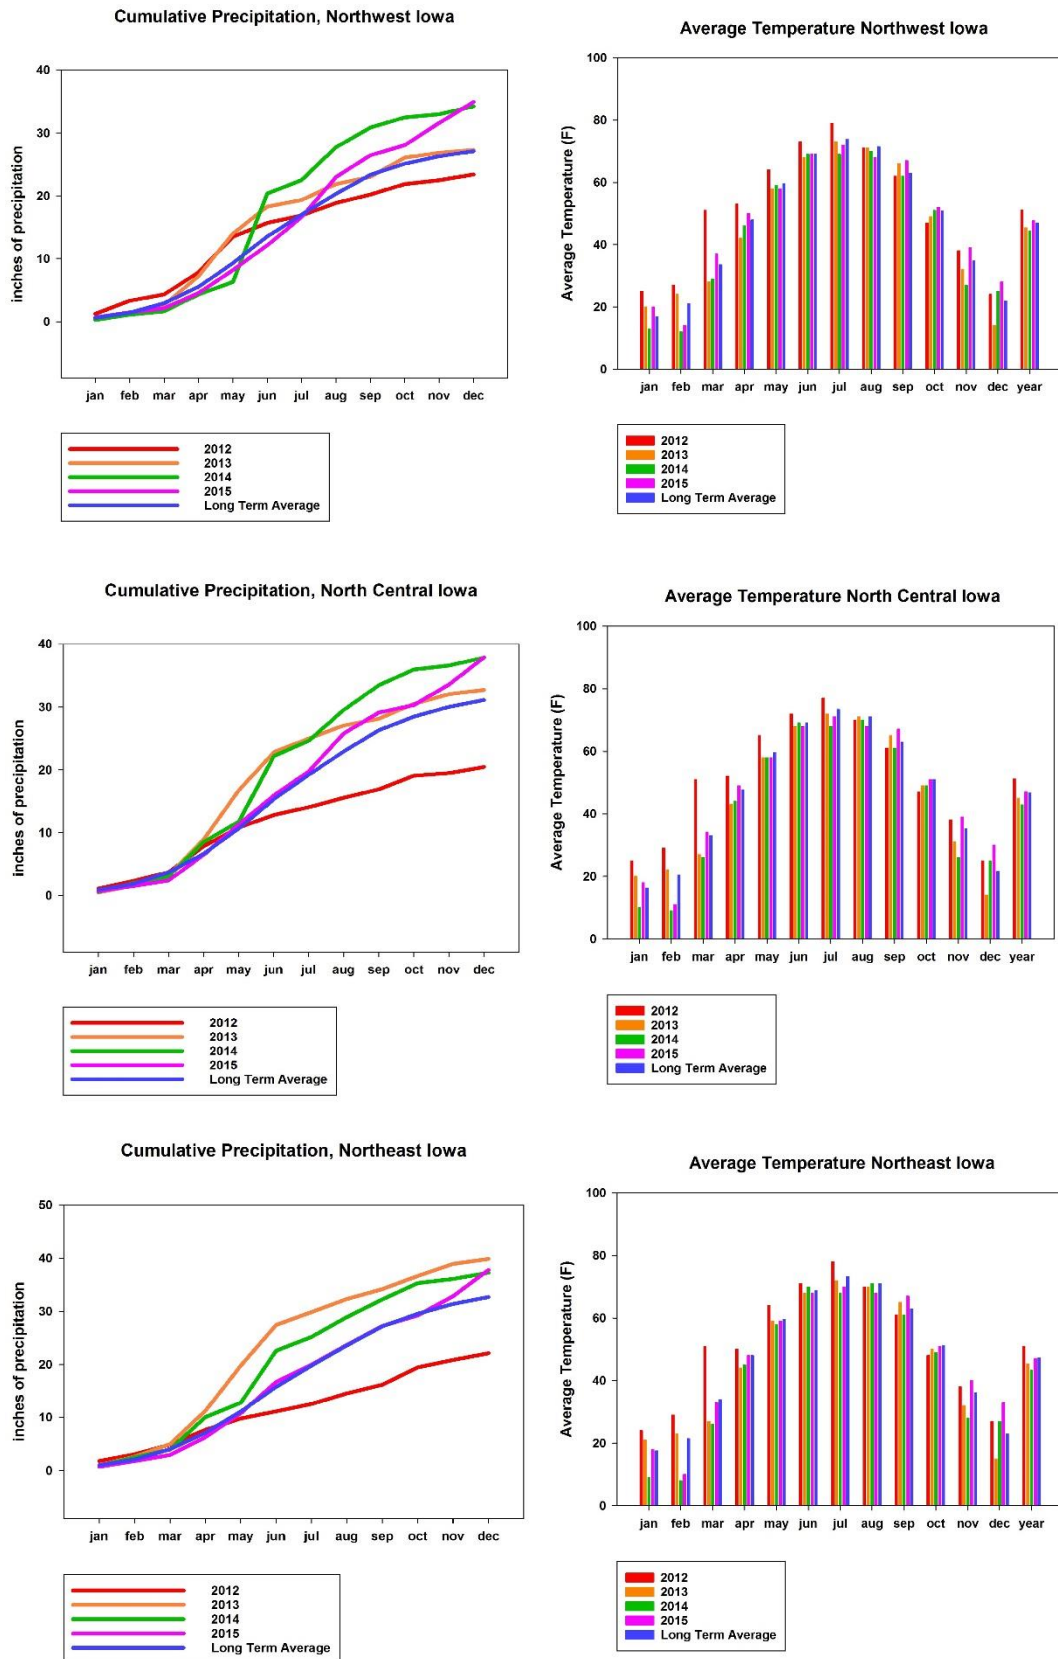 Cumulative Precipitation, Northwest Iowa
inches of precipitation
40
30
20
10
0
jan feb mar apr may jun jul aug sep oct nov dec
2012
2013
2014
2015
Long Term Average
Average Temperature Northwest Iowa
Average Temperature (F)
100
80
60
40
20
0
jan feb mar apr may jun jul aug sep oct nov dec year
2012
2013
2014
2015
Long Term Average
Cumulative Precipitation, North Central Iowa
inches of precipitation
40
30
20
10
0
jan feb mar apr may jun jul aug sep oct nov dec
2012
2013
2014
2015
Long Term Average
Average Temperature North Central Iowa
Average Temperature (F)
100
80
60
40
20
0
jan feb mar apr may jun jul aug sep oct nov dec year
2012
2013
2014
2015
Long Term Average
Cumulative Precipitation, Northeast Iowa
inches of precipitation
50
40
30
20
10
0
jan feb mar apr may jun jul aug sep oct nov dec
2012
2013
2014
2015
Long Term Average
Average Temperature Northeast Iowa
Average Temperature (F)
100
80
60
40
20
0
jan feb mar apr may jun jul aug sep oct nov dec year
2012
2013
2014
2015
Long Term Average